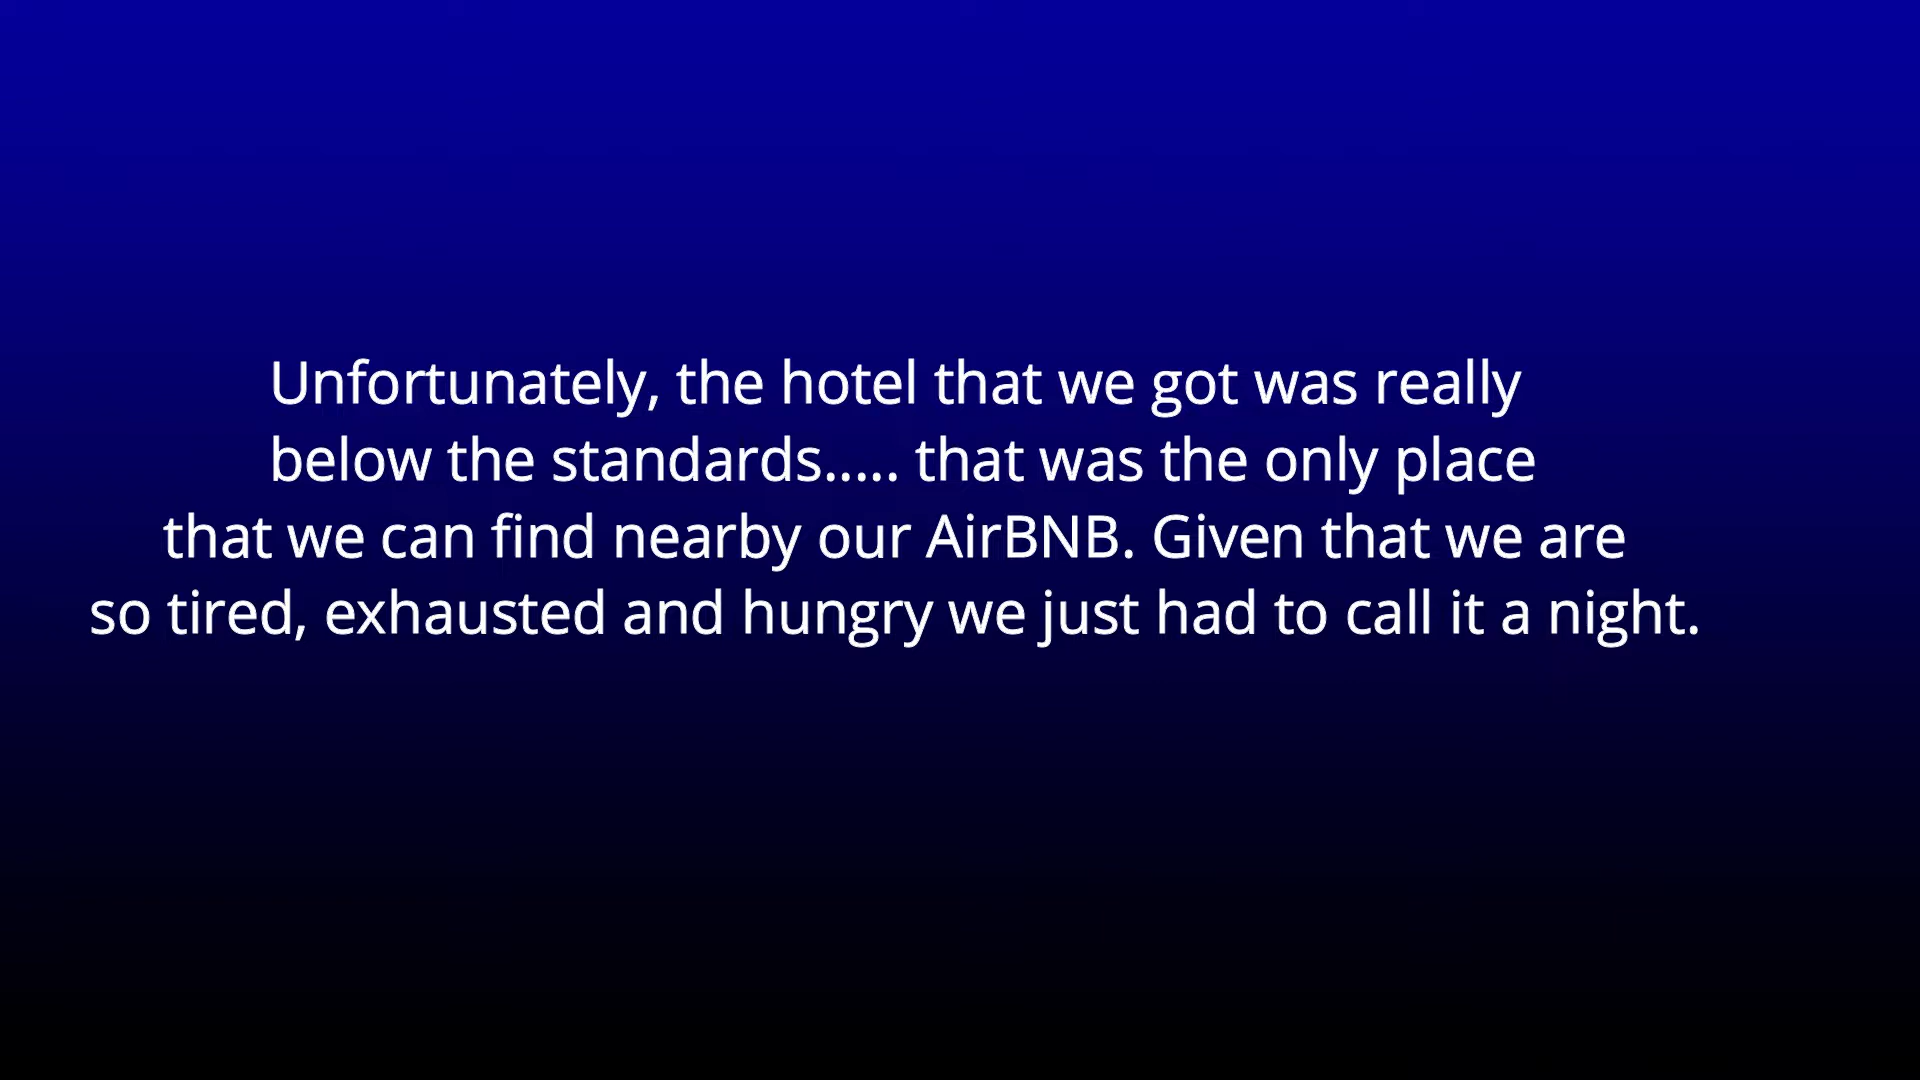 Unfortunately, the hotel that we got was really
below the standards..... that was the only place
that we can find nearby our AirBNB. Given that we are
so tired, exhausted and hungry we just had to call it a night.